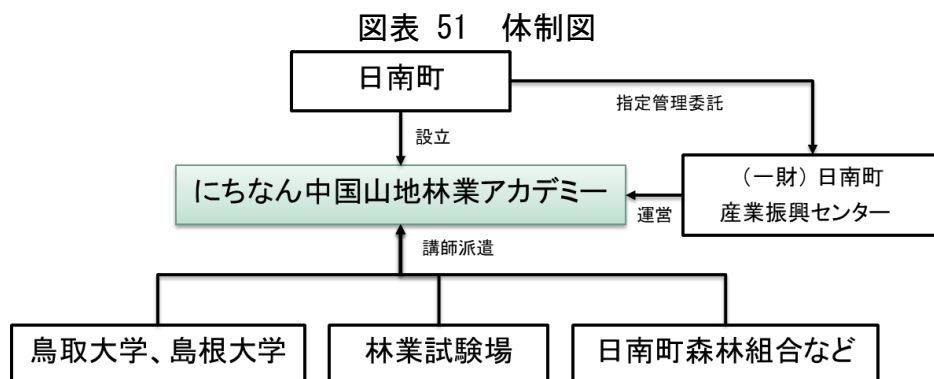 図表 51 体制図
日南町
指定管理委託
設立
にちなん中国山地林業アカデミー
(一財)日南町
産業振興センター
運営
講師派遣
鳥取大学、島根大学
林業試験場
日南町森林組合など